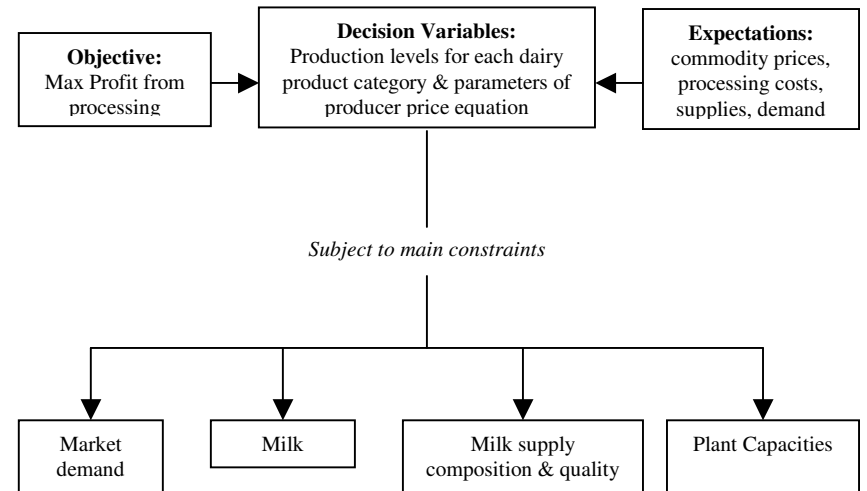 Objective:
Max Profit from
processing
Decision Variables:
Production levels for each dairy
product category & parameters of
producer price equation
Expectations:
commodity prices,
processing costs,
supplies, demand
Subject to main constraints
Market
demand
Milk
Milk supply
composition & quality
Plant Capacities